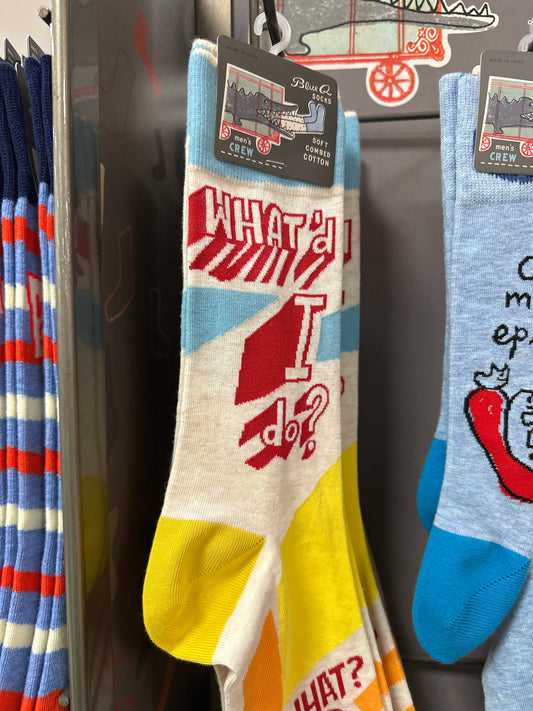 MADE IN CHINA
Blue Q
SOCKS
SOFT
COMBED
COTTON
men's
CREW
WHAT'd
I
do?
WHAT?
men's
CREW